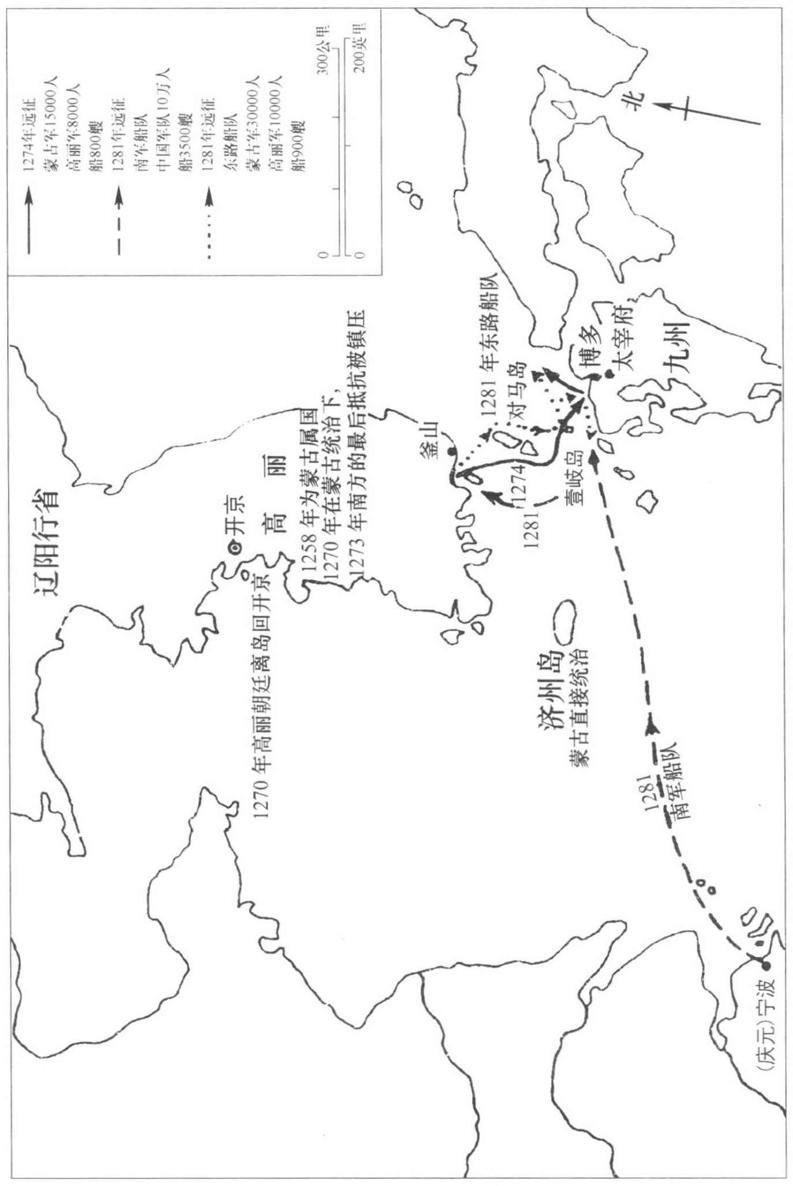 1274年远征
蒙古军15000人
高丽军8000人
船800艘
1281年远征
南军船队
中国军队10万人
船3500艘
1281年远征
东路船队
蒙古军30000人
高丽军10000人
船900艘
0
300公里
0
200英里
北
辽阳行省
开京
高丽
1258年为蒙古属国
1270年在蒙古统治下,
1273年南方的最后抵抗被镇压
1270年高丽朝廷离岛回开京
釜山
1281年东路船队
对马岛
1274
1281
壹岐岛
博多
太宰府
九州
济州岛
蒙古直接统治
1281
南军船队
(庆元)宁波